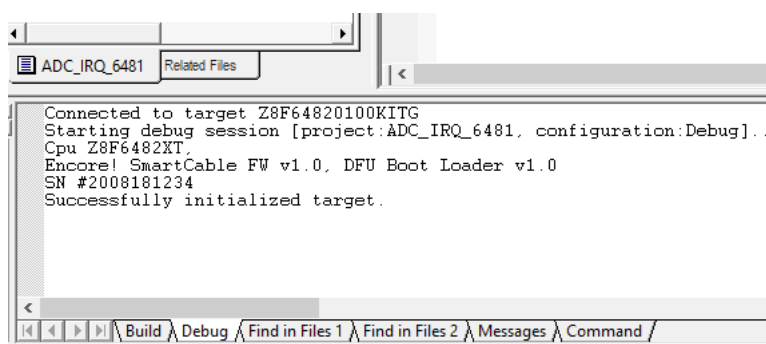 ADC_IRQ_6481 Related Files
Connected to target Z8F64820100KITG
Starting debug session [project:ADC_IRQ_6481, configuration:Debug]..
Cpu Z8F6482XT,
Encore! SmartCable FW v1.0, DFU Boot Loader v1.0
SN #2008181234
Successfully initialized target.
Build Debug Find in Files 1 Find in Files 2 Messages Command